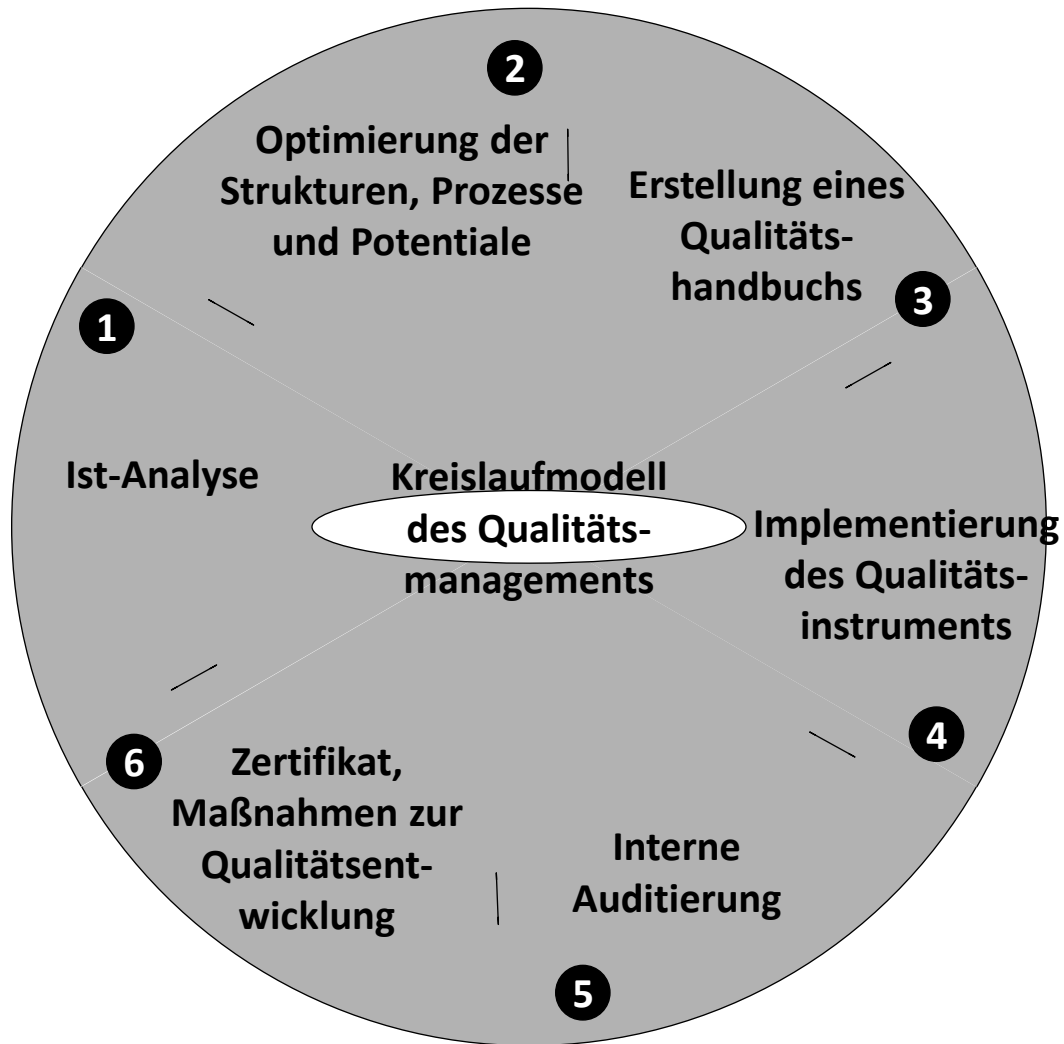 1
Ist-Analyse
2
Optimierung der
Strukturen, Prozesse
und Potentiale
3
Erstellung eines
Qualitäts-
handbuchs
4
Implementierung
des Qualitäts-
instruments
5
Interne
Auditierung
6
Zertifikat,
Maßnahmen zur
Qualitätsent-
wicklung
Kreislaufmodell
des Qualitäts-
managements